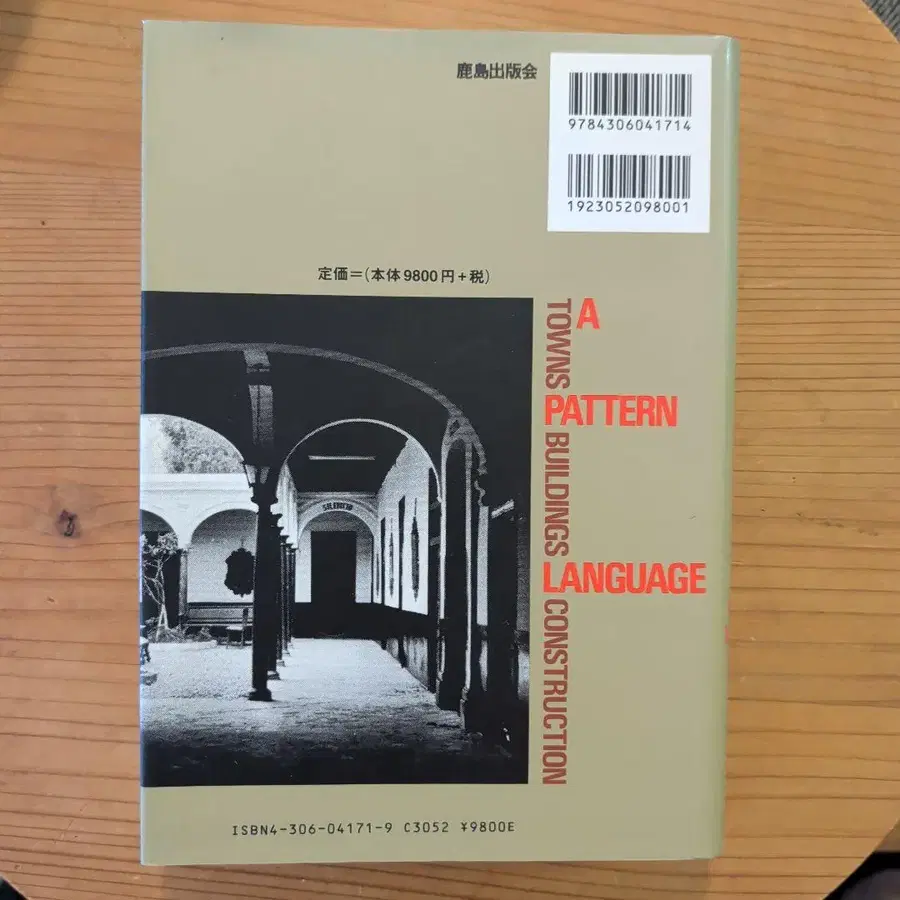 鹿島出版会
9784306041714
1923052098001
定価＝(本体9800円+税)
A
PATTERN
LANGUAGE
TOWNS BUILDINGS CONSTRUCTION
SILENCIO
ISBN4-306-04171-9 C3052 ¥9800E